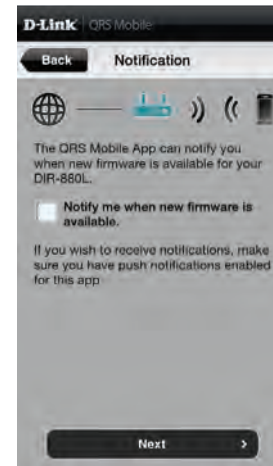 D-Link QRS Mobile
Back Notification
The QRS Mobile App can notify you
when new firmware is available for your
DIR-880L.
Notify me when new firmware is
available.
If you wish to receive notifications, make
sure you have push notifications enabled
for this app
Next